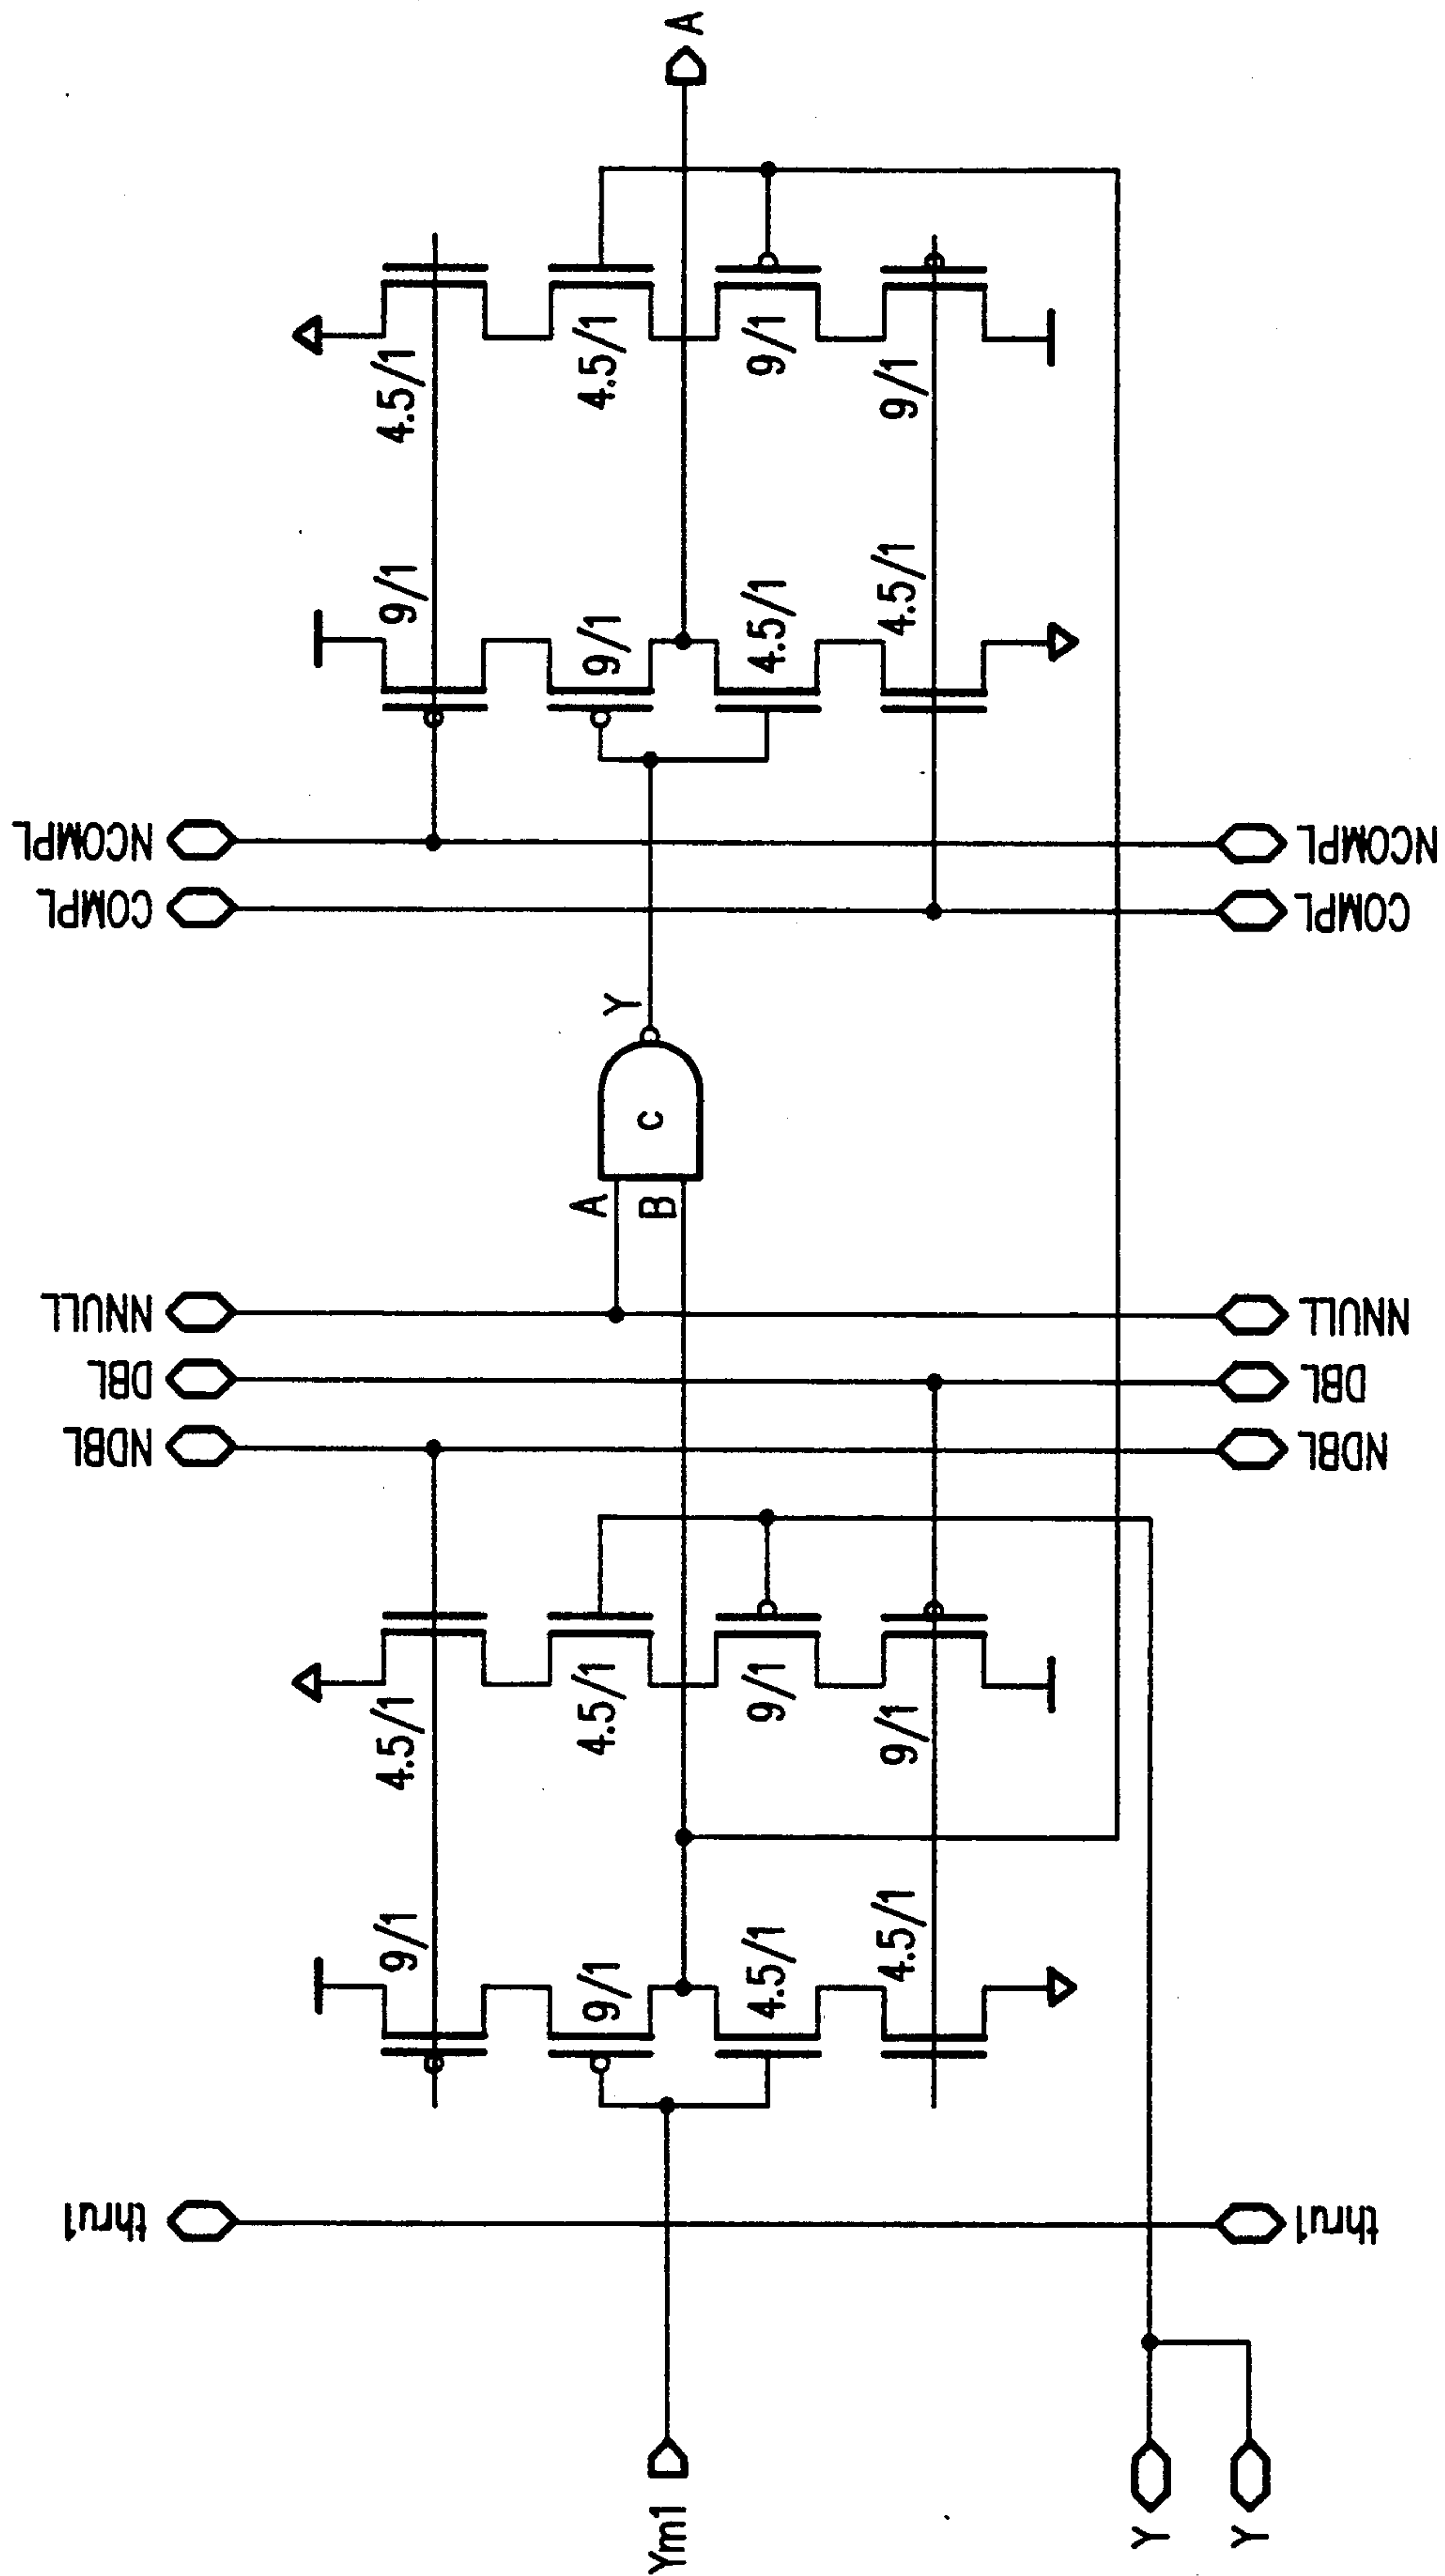 NCOMPL
COMPL
NNULL
DBL
NDBL
thru1
A
4.5/1
4.5/1
9/1
9/1
9/1
9/1
4.5/1
4.5/1
Y
c
A
B
4.5/1
4.5/1
9/1
9/1
9/1
9/1
4.5/1
4.5/1
Ym1
Y
Y
NCOMPL
COMPL
NNULL
DBL
NDBL
thru1